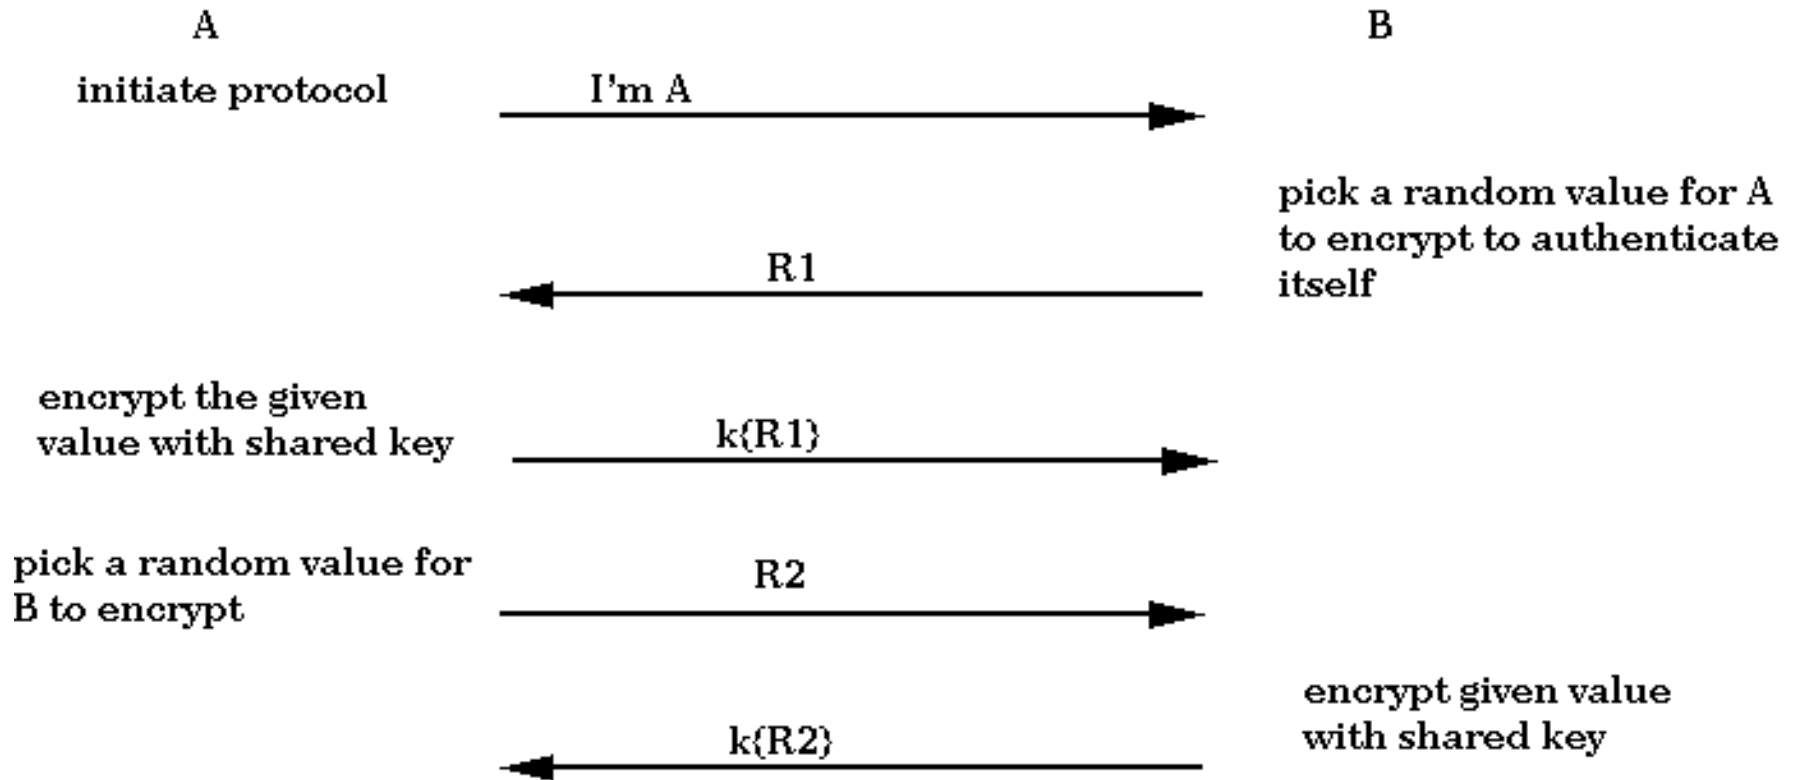 A
B
initiate protocol
I'm A
pick a random value for A
to encrypt to authenticate
itself
R1
encrypt the given
value with shared key
k{R1}
pick a random value for
B to encrypt
R2
encrypt given value
with shared key
k{R2}